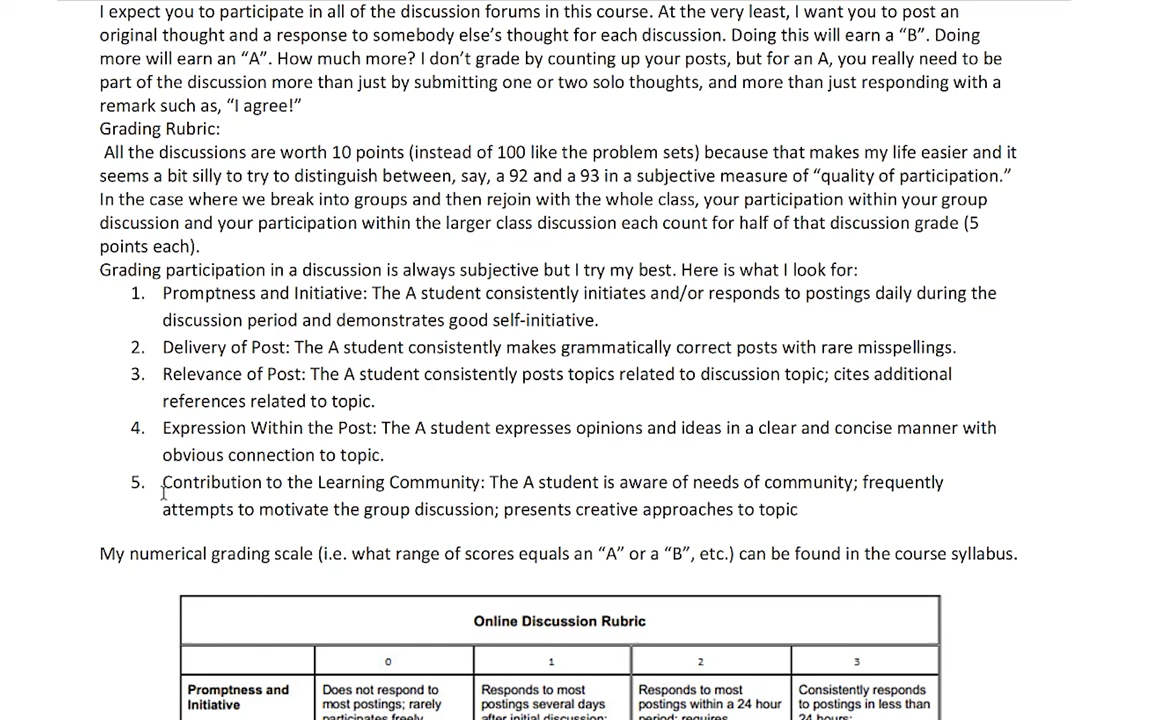 I expect you to participate in all of the discussion forums in this course. At the very least, I want you to post an
original thought and a response to somebody else’s thought for each discussion. Doing this will earn a “B”. Doing
more will earn an “A”. How much more? I don’t grade by counting up your posts, but for an A, you really need to be
part of the discussion more than just by submitting one or two solo thoughts, and more than just responding with a
remark such as, “I agree!”
Grading Rubric:
All the discussions are worth 10 points (instead of 100 like the problem sets) because that makes my life easier and it
seems a bit silly to try to distinguish between, say, a 92 and a 93 in a subjective measure of “quality of participation.”
In the case where we break into groups and then rejoin with the whole class, your participation within your group
discussion and your participation within the larger class discussion each count for half of that discussion grade (5
points each).
Grading participation in a discussion is always subjective but I try my best. Here is what I look for:
1. Promptness and Initiative: The A student consistently initiates and/or responds to postings daily during the
discussion period and demonstrates good self-initiative.
2. Delivery of Post: The A student consistently makes grammatically correct posts with rare misspellings.
3. Relevance of Post: The A student consistently posts topics related to discussion topic; cites additional
references related to topic.
4. Expression Within the Post: The A student expresses opinions and ideas in a clear and concise manner with
obvious connection to topic.
5. Contribution to the Learning Community: The A student is aware of needs of community; frequently
attempts to motivate the group discussion; presents creative approaches to topic
My numerical grading scale (i.e. what range of scores equals an “A” or a “B”, etc.) can be found in the course syllabus.
Online Discussion Rubric
0 1 2 3
Promptness and
Initiative
Does not respond to
most postings; rarely
participates freely
Responds to most
postings several days
after initial discussion;
Responds to most
postings within a 24 hour
period; requires
Consistently responds
to postings in less than
24 hours;